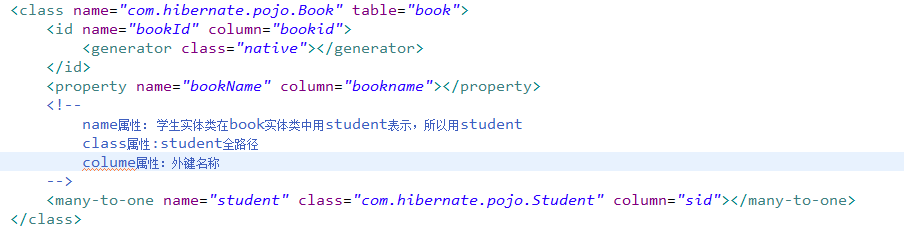 <class name="com.hibernate.pojo.Book" table="book">
<id name="bookId" column="bookid">
<generator class="native"></generator>
</id>
<property name="bookName" column="bookname"></property>
<!--
name属性：学生实体类在book实体类中用student表示，所以用student
class属性:student全路径
colume属性：外键名称
-->
<many-to-one name="student" class="com.hibernate.pojo.Student" column="sid"></many-to-one>
</class>